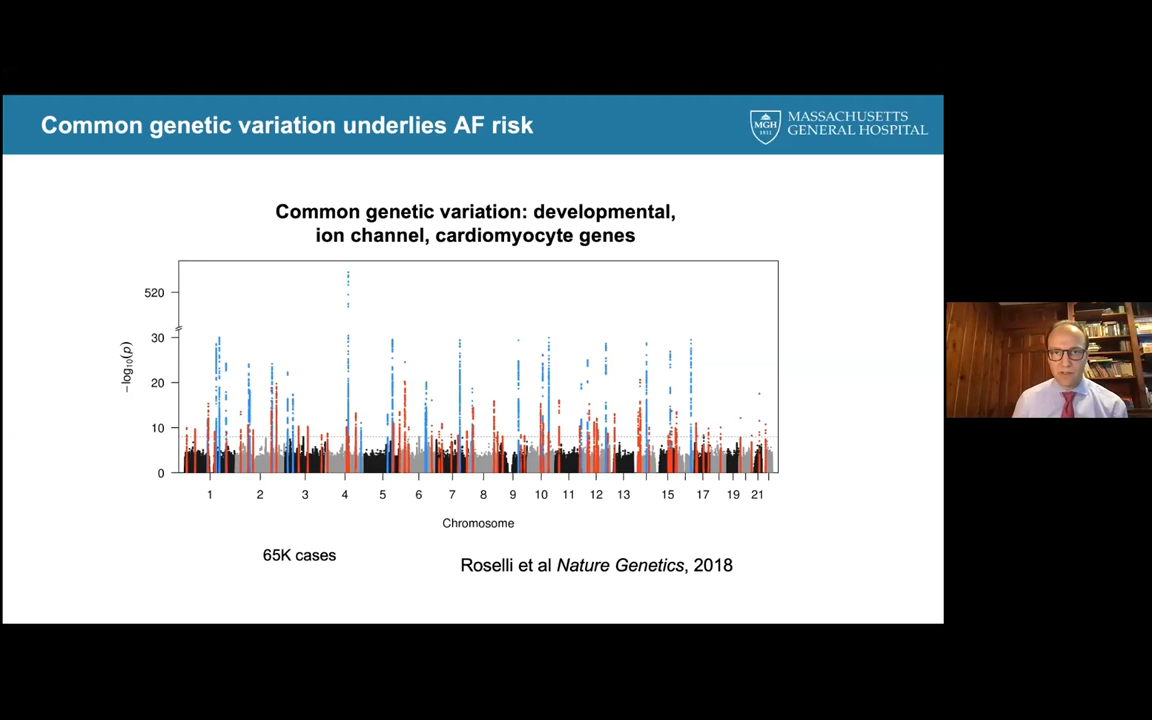 Common genetic variation underlies AF risk
MGH
1811
MASSACHUSETTS
GENERAL HOSPITAL
Common genetic variation: developmental,
ion channel, cardiomyocyte genes
520
30
20
10
0
−log10(p)
1 2 3 4 5 6 7 8 9 10 11 12 13 15 17 19 21
Chromosome
65K cases
Roselli et al Nature Genetics, 2018